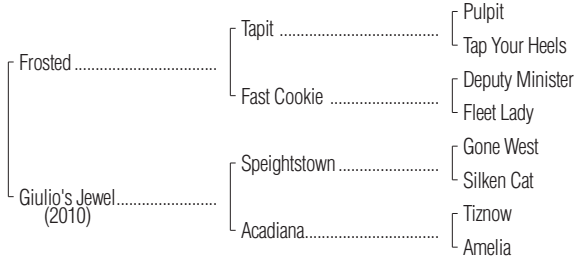 Pulpit
Tapit ................................
Tap Your Heels
Frosted ................................
Deputy Minister
Fast Cookie ........................
Fleet Lady
Gone West
Speightstown ......................
Silken Cat
Giulio's Jewel......................
(2010)
Tiznow
Acadiana..............................
Amelia